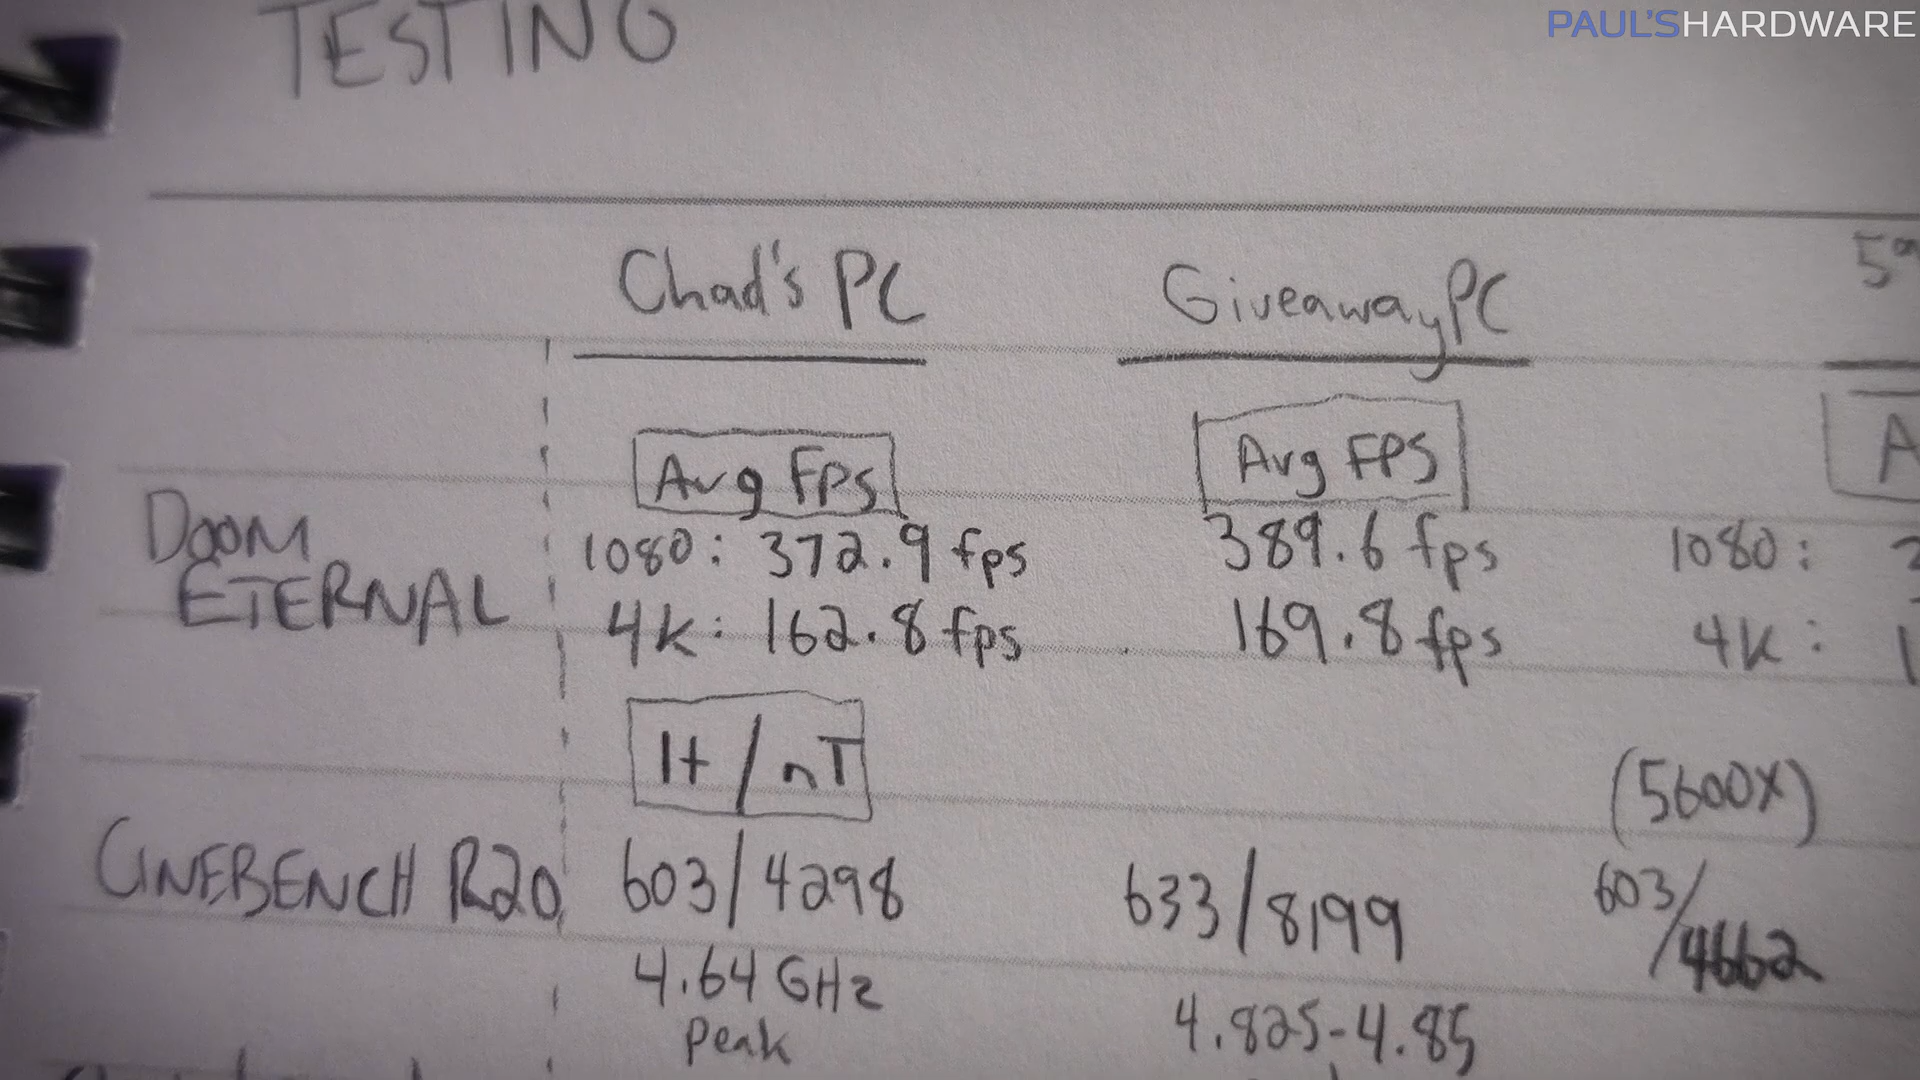 PAUL'SHARDWARE
TESTING
Chad's PC
Giveaway PC
Avg FPS
Avg FPS
DOOM
ETERNAL
1080: 372.9 fps
389.6 fps
1080:
4K: 162.8 fps
169.8 fps
4K:
1t/nT
(5600X)
CINEBENCH R20
603/4298
633/8199
603/4662
4.64 GHz
Peak
4.825-4.85